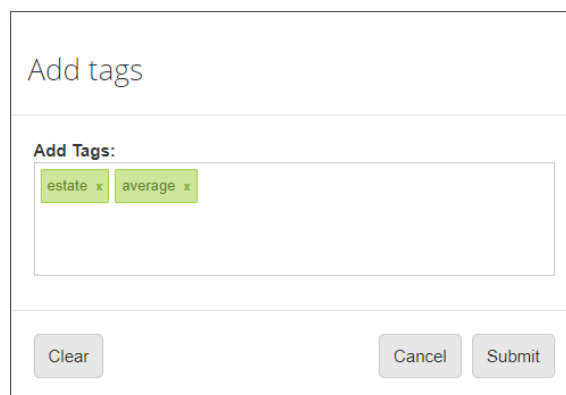 Add tags
Add Tags:
estate x average x
Clear Cancel Submit